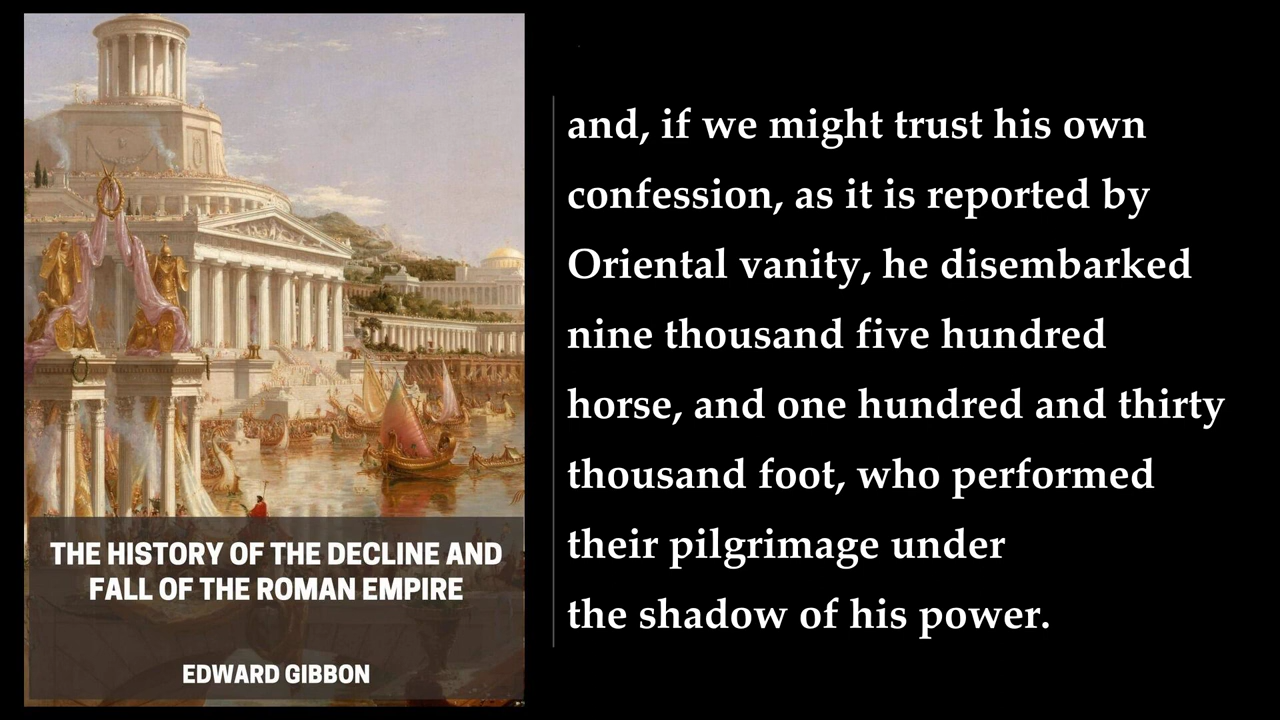 THE HISTORY OF THE DECLINE AND
FALL OF THE ROMAN EMPIRE
EDWARD GIBBON
and, if we might trust his own
confession, as it is reported by
Oriental vanity, he disembarked
nine thousand five hundred
horse, and one hundred and thirty
thousand foot, who performed
their pilgrimage under
the shadow of his power.